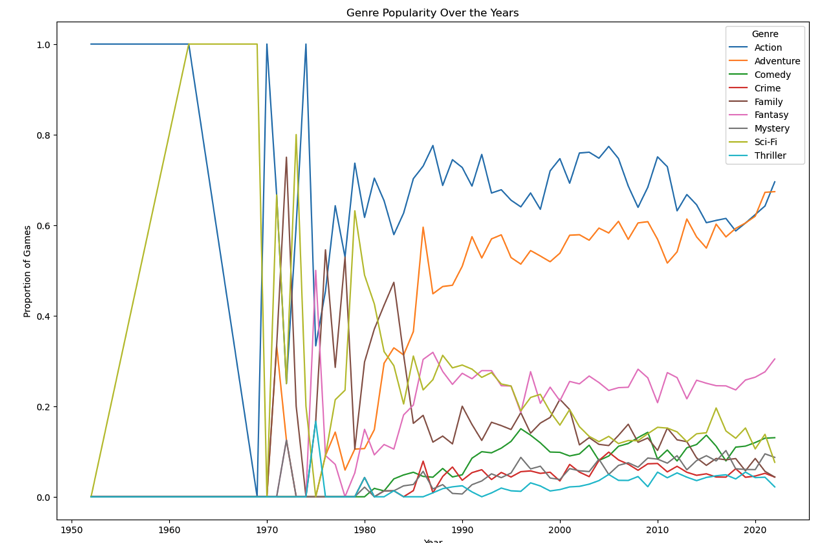 Genre Popularity Over the Years
Genre
Action
Adventure
Comedy
Crime
Family
Fantasy
Mystery
Sci-Fi
Thriller
Proportion of Games
1.0
0.8
0.6
0.4
0.2
0.0
1950 1960 1970 1980 1990 2000 2010 2020
Year